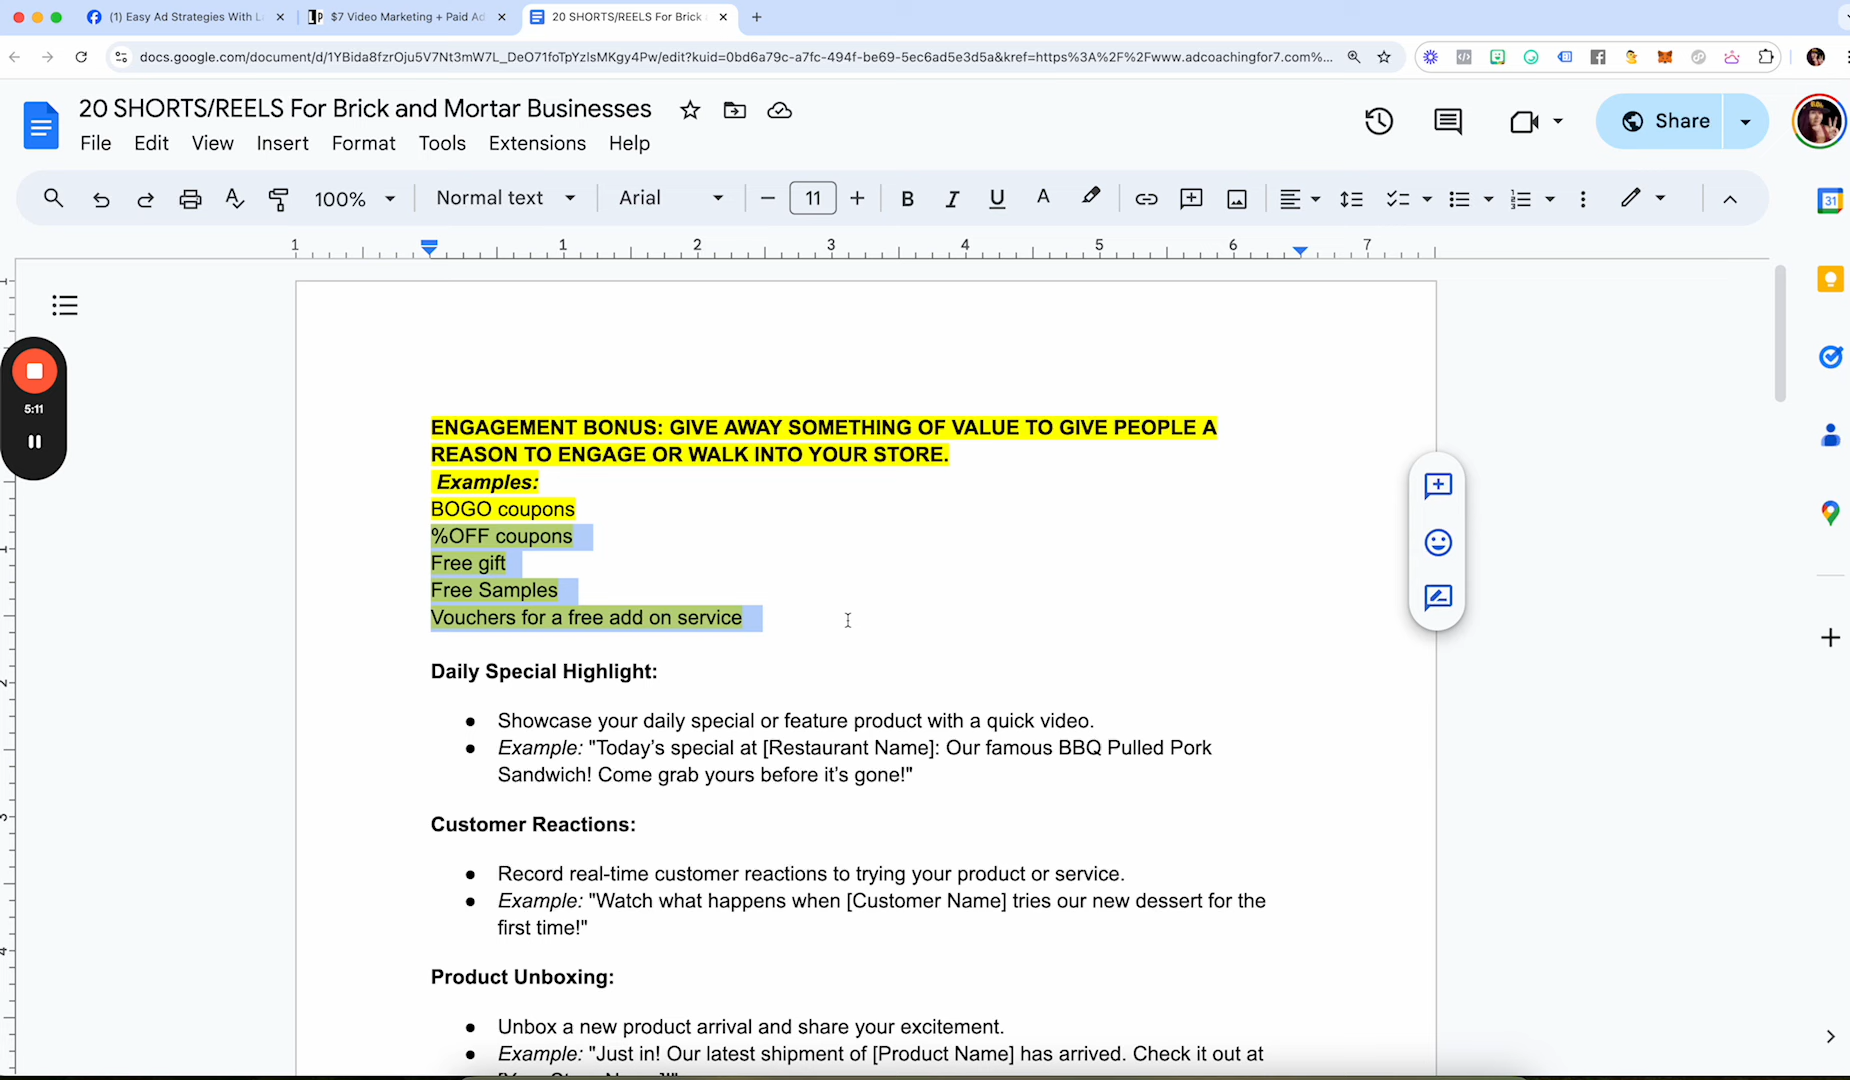 (1) Easy Ad Strategies With L
$7 Video Marketing + Paid Ad
20 SHORTS/REELS For Brick
docs.google.com/document/d/1YBida8fzrOju5V7Nt3mW7L_DeO71foTpYzlsMKgy4Pw/edit?kuid=0bd6a79c-a7fc-494f-be69-5ec6ad5e3d5a&kref=https%3A%2F%2Fwww.adcoachingfor7.com%...
20 SHORTS/REELS For Brick and Mortar Businesses
File Edit View Insert Format Tools Extensions Help
Share
100% Normal text Arial 11
1 1 2 3 4 5 6 7
5:11
ENGAGEMENT BONUS: GIVE AWAY SOMETHING OF VALUE TO GIVE PEOPLE A
REASON TO ENGAGE OR WALK INTO YOUR STORE.
Examples:
BOGO coupons
%OFF coupons
Free gift
Free Samples
Vouchers for a free add on service
Daily Special Highlight:
● Showcase your daily special or feature product with a quick video.
● Example: "Today’s special at [Restaurant Name]: Our famous BBQ Pulled Pork
Sandwich! Come grab yours before it’s gone!"
Customer Reactions:
● Record real-time customer reactions to trying your product or service.
● Example: "Watch what happens when [Customer Name] tries our new dessert for the
first time!"
Product Unboxing:
● Unbox a new product arrival and share your excitement.
● Example: "Just in! Our latest shipment of [Product Name] has arrived. Check it out at